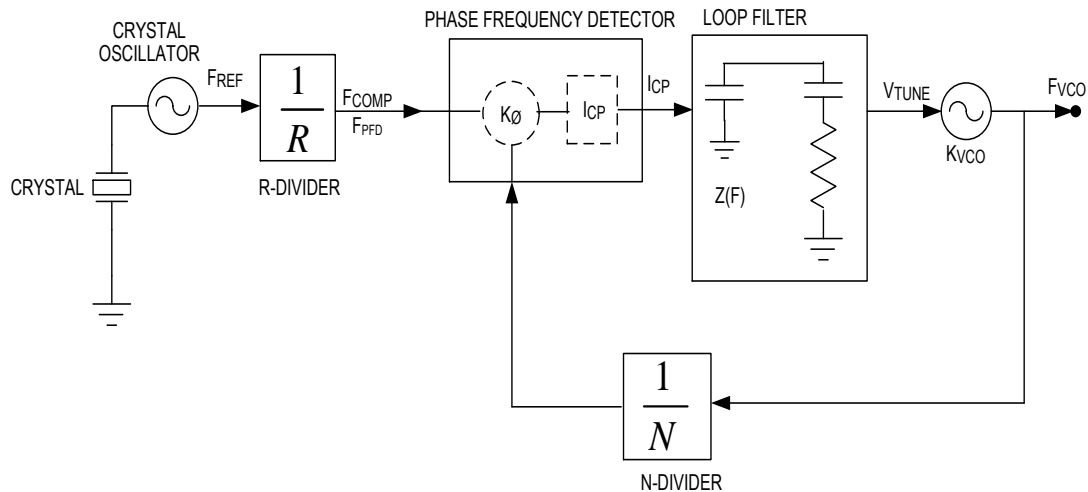 CRYSTAL
OSCILLATOR
FREF
1
R
R-DIVIDER
FCOMP
FPFD
PHASE FREQUENCY DETECTOR
KØ
ICP
ICP
LOOP FILTER
Z(F)
VTUNE
KVCO
FVCO
CRYSTAL
1
N
N-DIVIDER